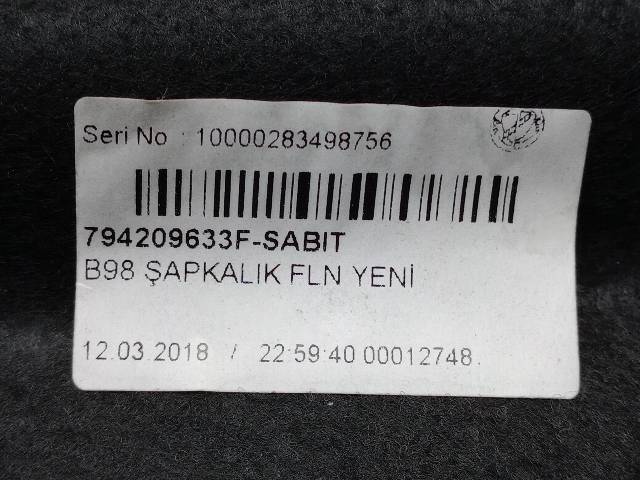 Seri No : 10000283498756
794209633F-SABIT
B98 ŞAPKALIK FLN YENİ
12.03.2018 / 22:59:40 00012748.